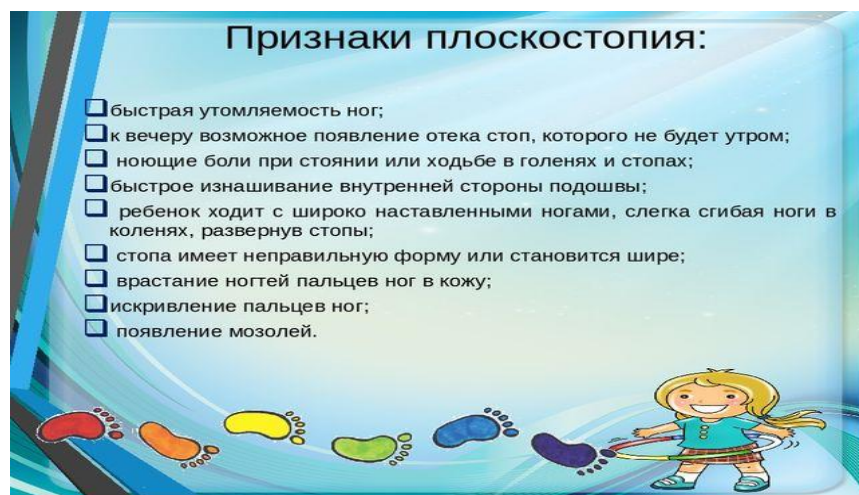 Признаки плоскостопия:
быстрая утомляемость ног;
к вечеру возможное появление отека стоп, которого не будет утром;
ноющие боли при стоянии или ходьбе в голенях и стопах;
быстрое изнашивание внутренней стороны подошвы;
ребенок ходит с широко наставленными ногами, слегка сгибая ноги в
коленях, развернув стопы;
стопа имеет неправильную форму или становится шире;
врастание ногтей пальцев ног в кожу;
искривление пальцев ног;
появление мозолей.